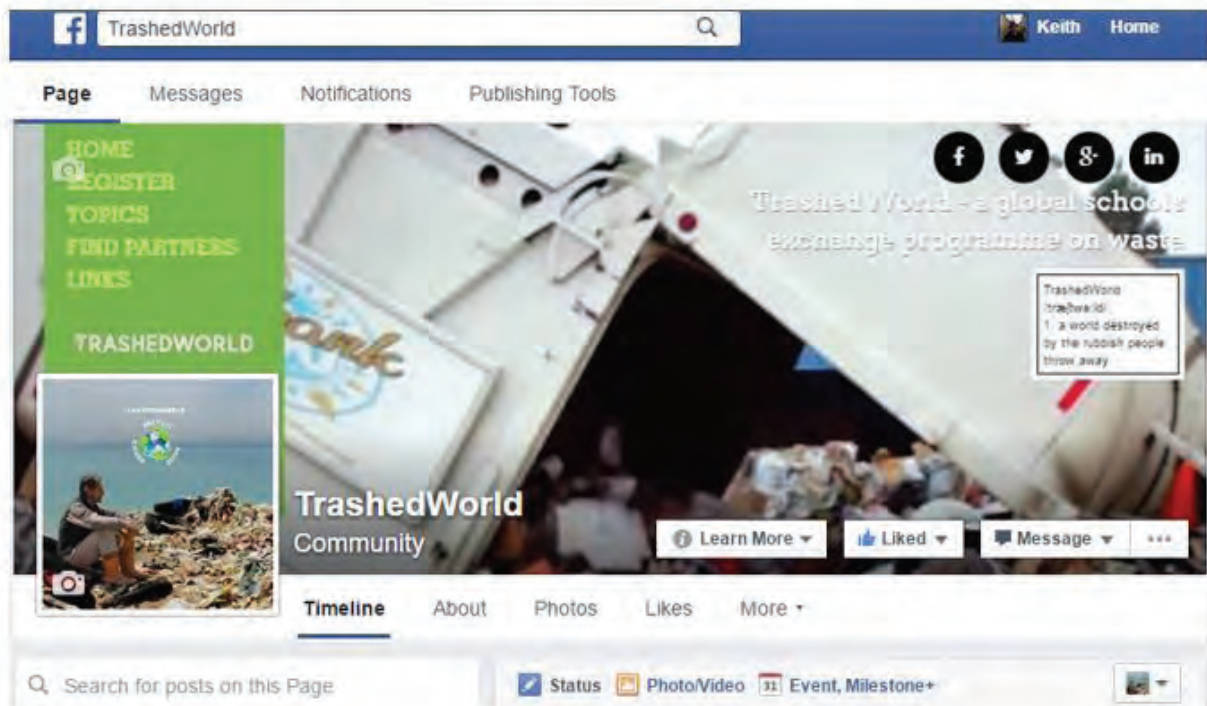 TrashedWorld
Keith Home
Page Messages Notifications Publishing Tools
HOME
REGISTER
TOPICS
FIND PARTNERS
LINKS
TRASHEDWORLD
Trashed World - a global schools
exchange programme on waste
TrashedWorld
1. a world destroyed
by the rubbish people
throw away
TrashedWorld
Community
Learn More Liked Message
Timeline About Photos Likes More
Search for posts on this Page
Status Photo/Video 31 Event, Milestone+